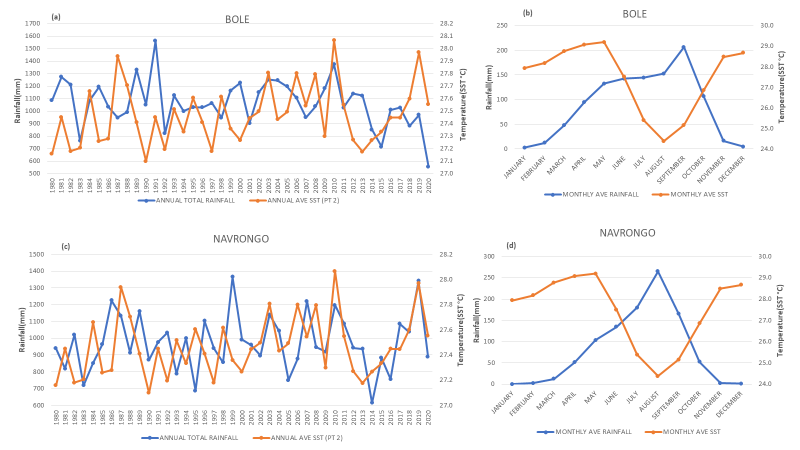 (a)
BOLE
Rainfall(mm)
1700
1600
1500
1400
1300
1200
1100
1000
900
800
700
600
500
28.2
28.1
28.0
27.9
27.8
27.7
27.6
27.5
27.4
27.3
27.2
27.1
27.0
Temperature(SST °C)
1980 1981 1982 1983 1984 1985 1986 1987 1988 1989 1990 1991 1992 1993 1994 1995 1996 1997 1998 1999 2000 2001 2002 2003 2004 2005 2006 2007 2008 2009 2010 2011 2012 2013 2014 2015 2016 2017 2018 2019 2020
ANNUAL TOTAL RAINFALL ANNUAL AVE SST (PT 2)
(b)
BOLE
Rainfall(mm)
250
200
150
100
50
0
30.0
29.0
28.0
27.0
26.0
25.0
24.0
Temperature(SST °C)
JANUARY FEBRUARY MARCH APRIL MAY JUNE JULY AUGUST SEPTEMBER OCTOBER NOVEMBER DECEMBER
MONTHLY AVE RAINFALL MONTHLY AVE SST
(c)
NAVRONGO
Rainfall(mm)
1500
1400
1300
1200
1100
1000
900
800
700
600
28.2
28.0
27.8
27.6
27.4
27.2
27.0
Temperature(SST °C)
1980 1981 1982 1983 1984 1985 1986 1987 1988 1989 1990 1991 1992 1993 1994 1995 1996 1997 1998 1999 2000 2001 2002 2003 2004 2005 2006 2007 2008 2009 2010 2011 2012 2013 2014 2015 2016 2017 2018 2019 2020
ANNUAL TOTAL RAINFALL ANNUAL AVE SST (PT 2)
(d)
NAVRONGO
Rainfall(mm)
300
250
200
150
100
50
0
30.0
29.0
28.0
27.0
26.0
25.0
24.0
Temperature(SST °C)
JANUARY FEBRUARY MARCH APRIL MAY JUNE JULY AUGUST SEPTEMBER OCTOBER NOVEMBER DECEMBER
MONTHLY AVE RAINFALL MONTHLY AVE SST